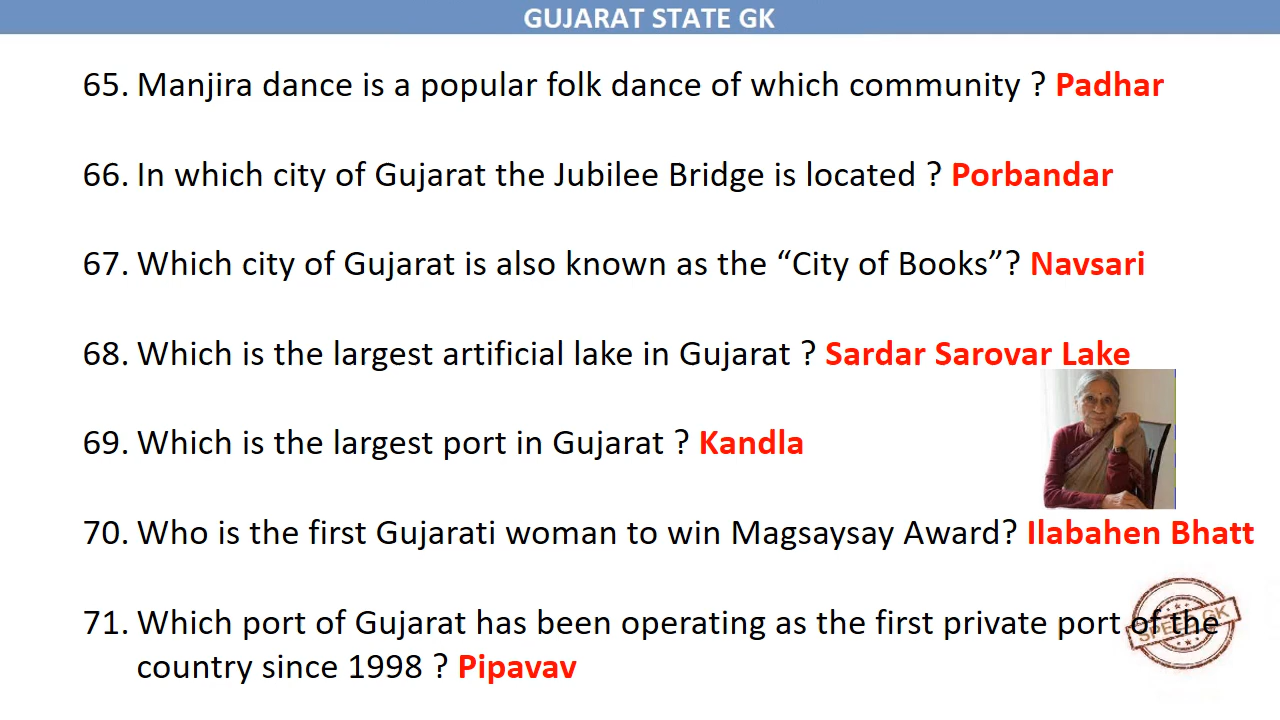 GUJARAT STATE GK
65. Manjira dance is a popular folk dance of which community ? Padhar
66. In which city of Gujarat the Jubilee Bridge is located ? Porbandar
67. Which city of Gujarat is also known as the “City of Books”? Navsari
68. Which is the largest artificial lake in Gujarat ? Sardar Sarovar Lake
69. Which is the largest port in Gujarat ? Kandla
70. Who is the first Gujarati woman to win Magsaysay Award? Ilabahen Bhatt
71. Which port of Gujarat has been operating as the first private port of the
country since 1998 ? Pipavav
SPEED GK